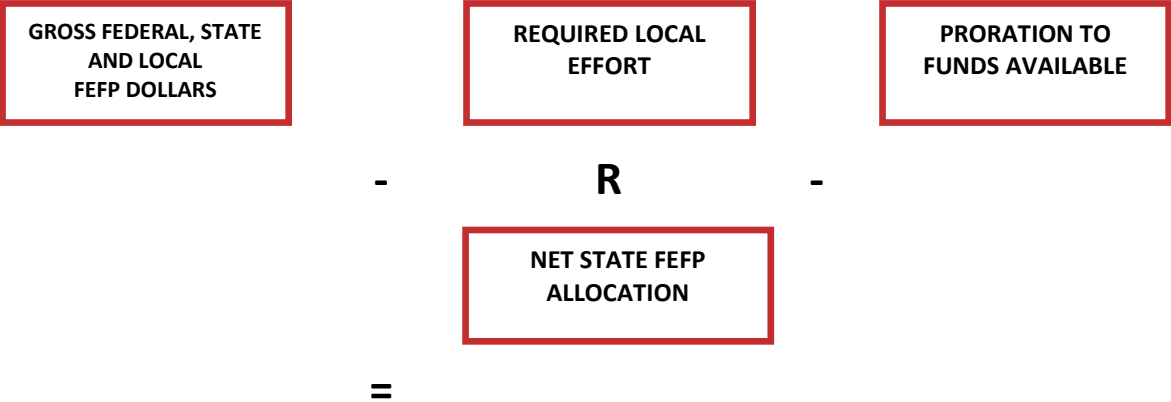 GROSS FEDERAL, STATE
AND LOCAL
FEFP DOLLARS
REQUIRED LOCAL
EFFORT
PRORATION TO
FUNDS AVAILABLE
- R -
NET STATE FEFP
ALLOCATION
=